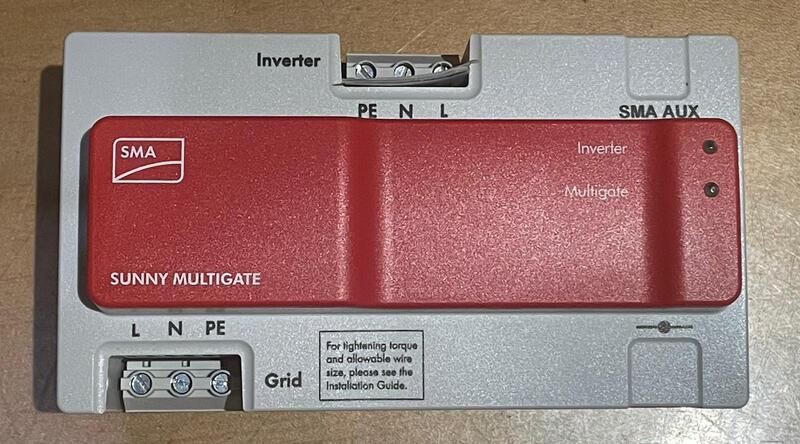 Inverter
PE N L
SMA AUX
SMA
Inverter
Multigate
SUNNY MULTIGATE
L N PE
Grid
For tightening torque
and allowable wire
size, please see the
Installation Guide.